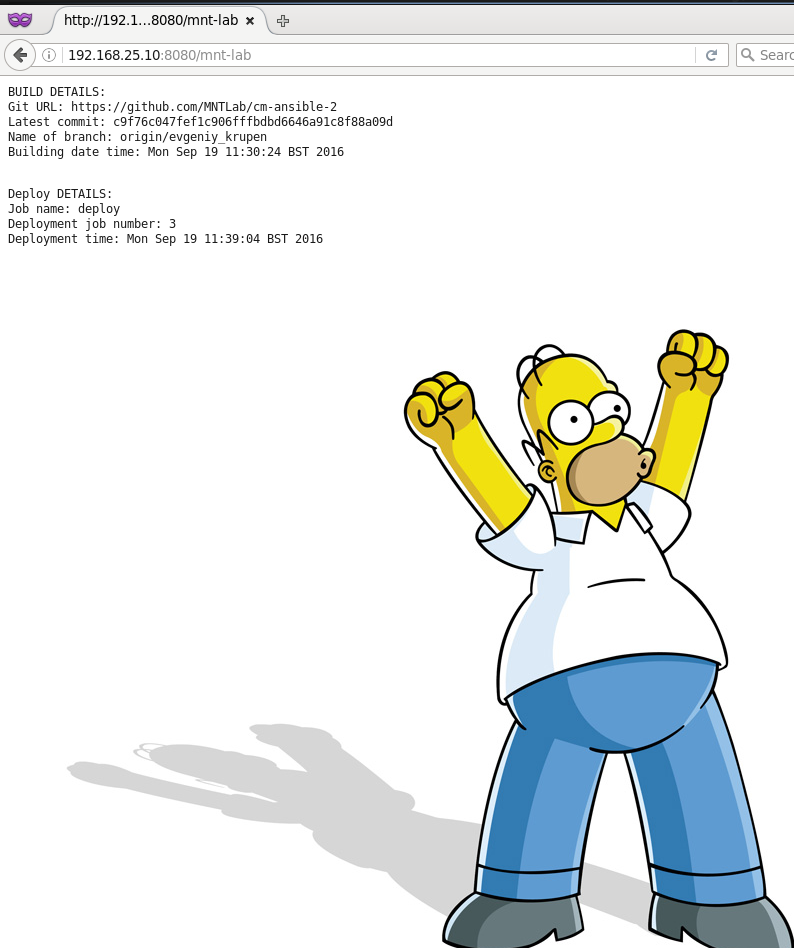 http://192.1...8080/mnt-lab
192.168.25.10:8080/mnt-lab
Searc
BUILD DETAILS:
Git URL: https://github.com/MNTLab/cm-ansible-2
Latest commit: c9f76c047fef1c906fffbdbd6646a91c8f88a09d
Name of branch: origin/evgeniy_krupen
Building date time: Mon Sep 19 11:30:24 BST 2016
Deploy DETAILS:
Job name: deploy
Deployment job number: 3
Deployment time: Mon Sep 19 11:39:04 BST 2016